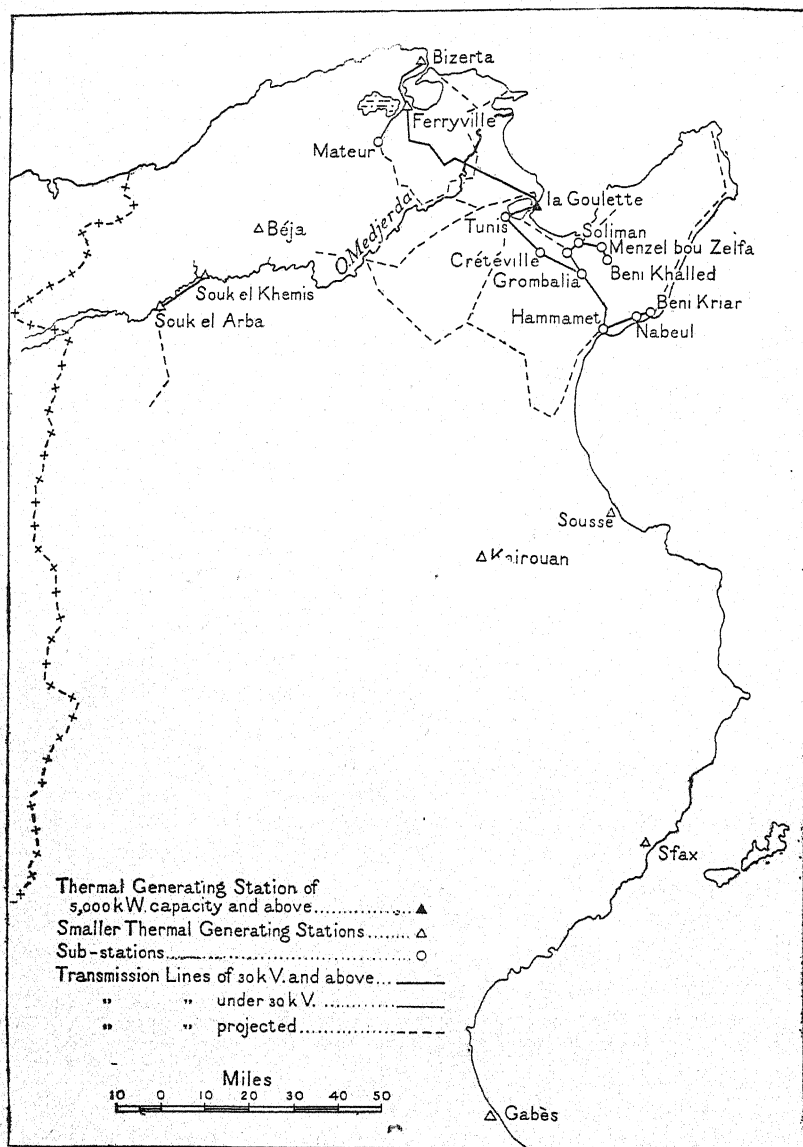 Bizerta
Ferryville
Mateur
la Goulette
O. Medjerda
Tunis
Soliman
Béja
Menzel bou Zelfa
Crétéville
Beni Khalled
Souk el Khemis
Grombalia
Beni Kriar
Souk el Arba
Hammamet
Nabeul
Sousse
Kairouan
Sfax
Thermal Generating Station of
5,000 kW. capacity and above
Smaller Thermal Generating Stations
Sub-stations
Transmission Lines of 30 kV. and above
" " under 30 kV.
" " projected
Miles
10 0 10 20 30 40 50
Gabès